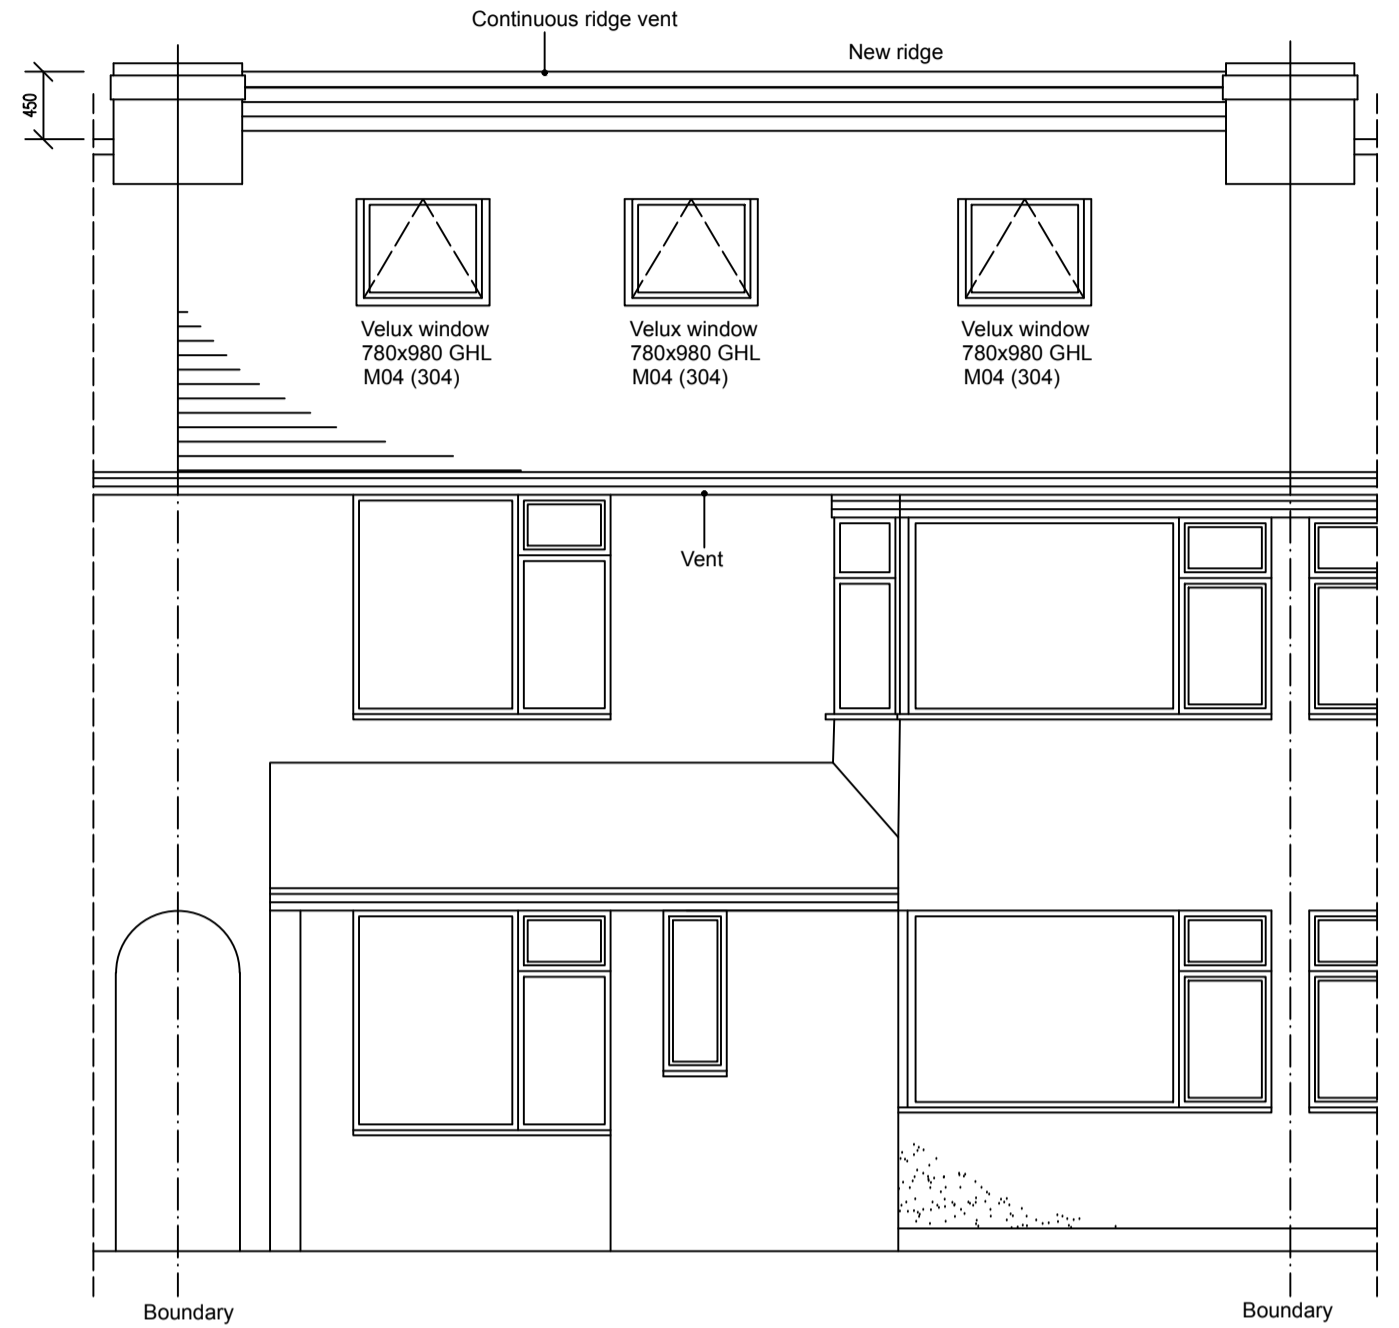 Continuous ridge vent
New ridge
450
Velux window
780x980 GHL
M04 (304)
Velux window
780x980 GHL
M04 (304)
Velux window
780x980 GHL
M04 (304)
Vent
Boundary
Boundary